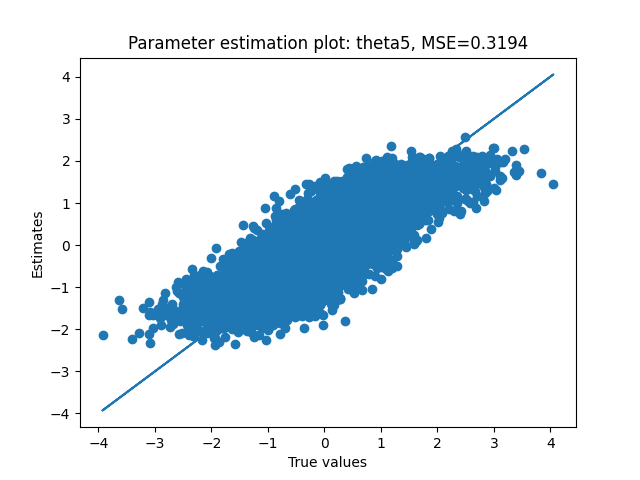 Parameter estimation plot: theta5, MSE=0.3194
4
3
2
1
0
−1
−2
−3
−4
Estimates
−4 −3 −2 −1 0 1 2 3 4
True values